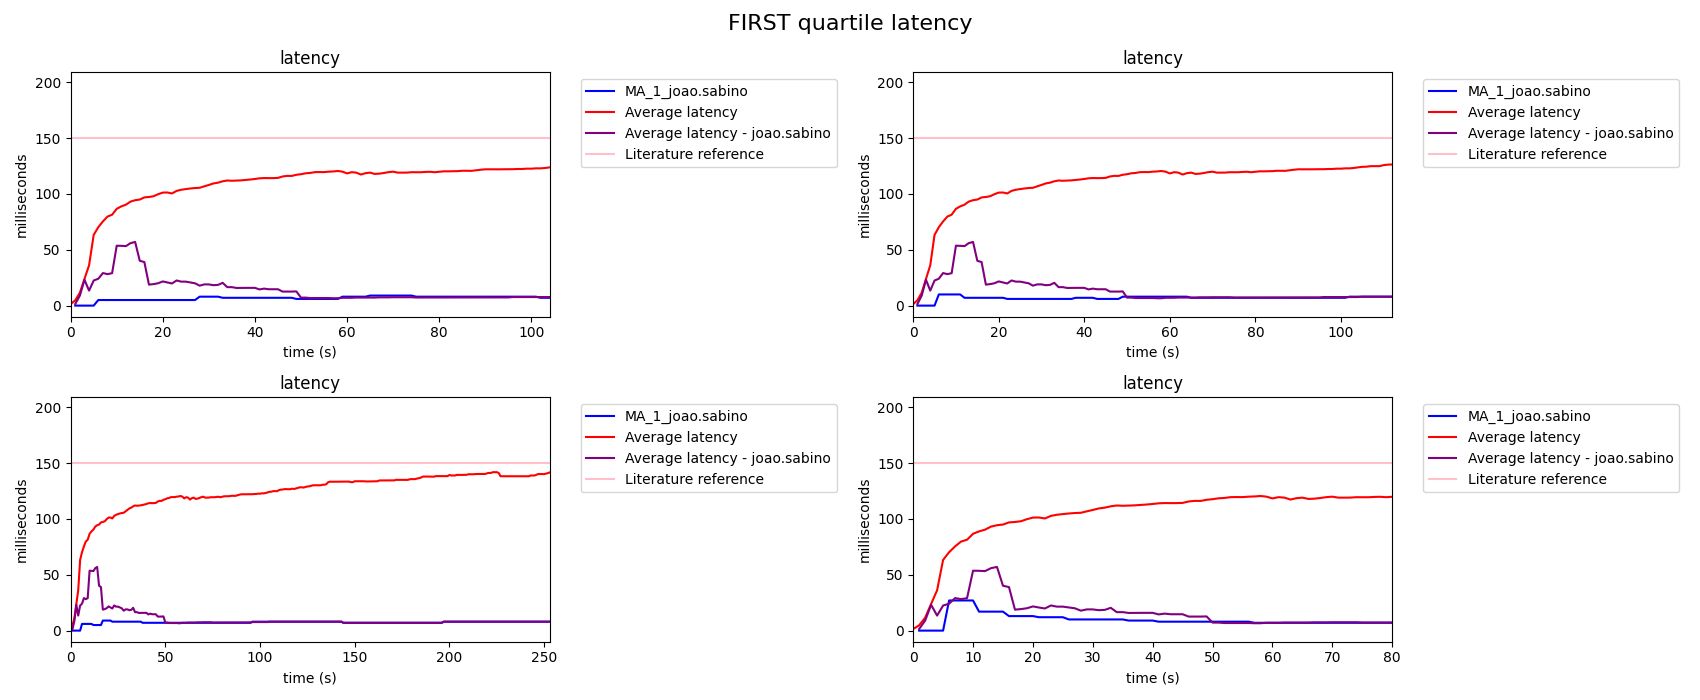 FIRST quartile latency
latency
200
150
100
50
0
milliseconds
0 20 40 60 80 100
time (s)
MA_1_joao.sabino
Average latency
Average latency - joao.sabino
Literature reference
latency
200
150
100
50
0
milliseconds
0 20 40 60 80 100
time (s)
MA_1_joao.sabino
Average latency
Average latency - joao.sabino
Literature reference
latency
200
150
100
50
0
milliseconds
0 50 100 150 200 250
time (s)
MA_1_joao.sabino
Average latency
Average latency - joao.sabino
Literature reference
latency
200
150
100
50
0
milliseconds
0 10 20 30 40 50 60 70 80
time (s)
MA_1_joao.sabino
Average latency
Average latency - joao.sabino
Literature reference